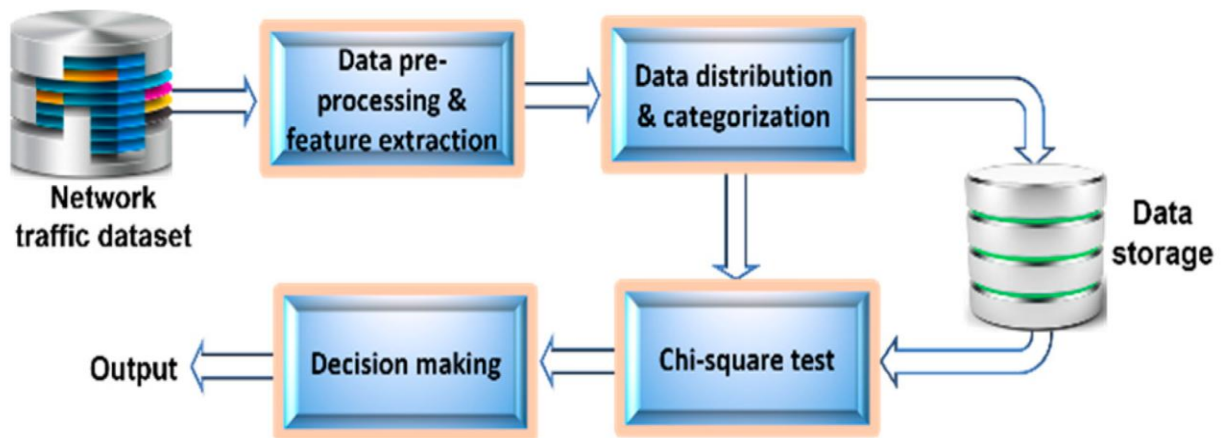 Network
traffic dataset
Data pre-
processing &
feature extraction
Data distribution
& categorization
Data
storage
Chi-square test
Decision making
Output